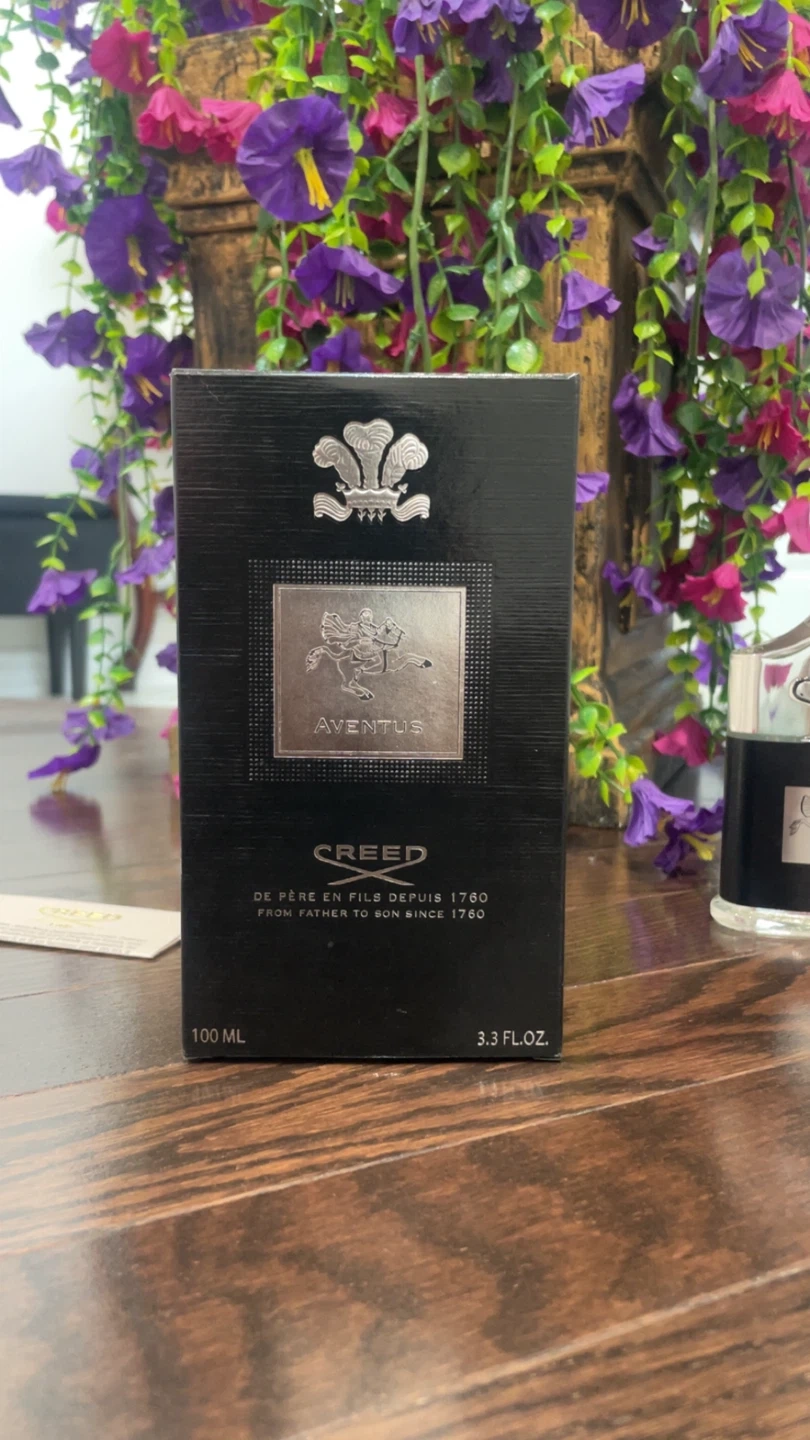 AVENTUS
CREED
DE PÈRE EN FILS DEPUIS 1760
FROM FATHER TO SON SINCE 1760
100 ML
3.3 FL.OZ.
CREED